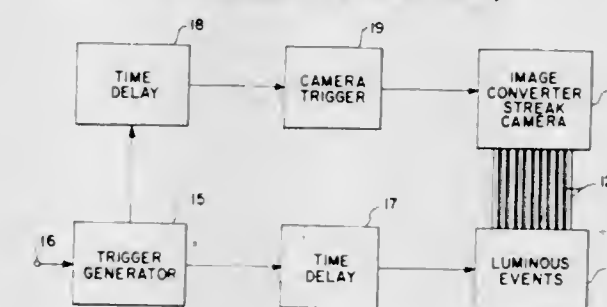 18
19
TIME
DELAY
CAMERA
TRIGGER
IMAGE
CONVERTER
STREAK
CAMERA
16
15
17
TRIGGER
GENERATOR
TIME
DELAY
LUMINOUS
EVENTS